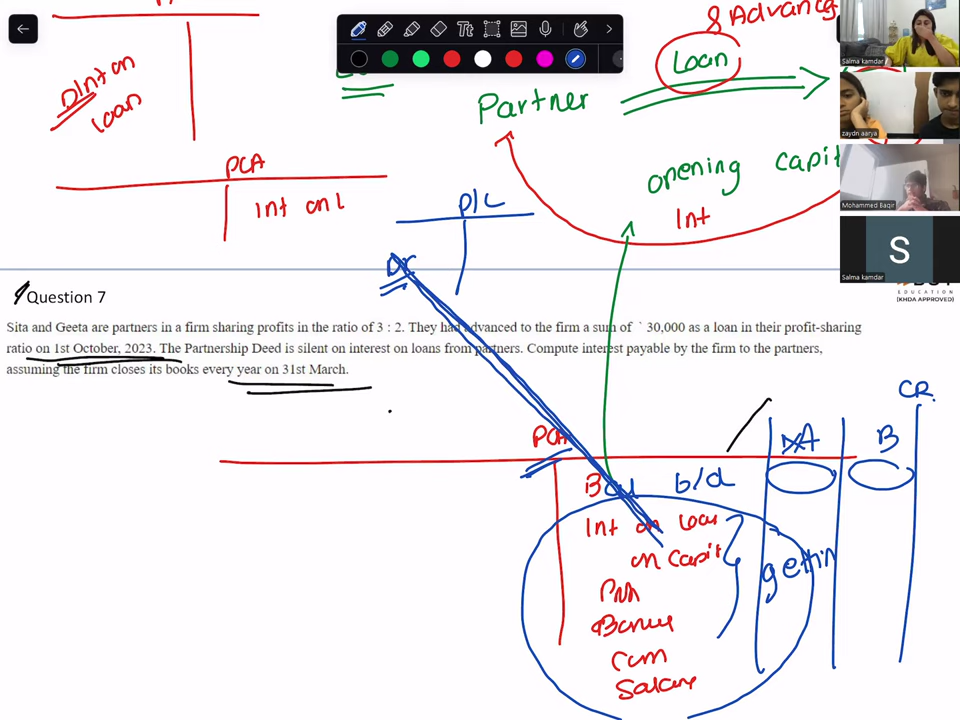 & Advanc
Tt
Loan
Salma kamdar
Int on
loan
Partner
zaydn aarya
PCA
opening capit
Int on l
P/L
Int
Mohammed Baqir
S
Salma kamdar
Dr
EDUCATION
(KHDA APPROVED)
Question 7
Sita and Geeta are partners in a firm sharing profits in the ratio of 3 : 2. They had advanced to the firm a sum of ` 30,000 as a loan in their profit-sharing
ratio on 1st October, 2023. The Partnership Deed is silent on interest on loans from partners. Compute interest payable by the firm to the partners,
assuming the firm closes its books every year on 31st March.
CR.
A B
b/d
Int on Loan
on Capit
gettin
Bonus
Com
Salary